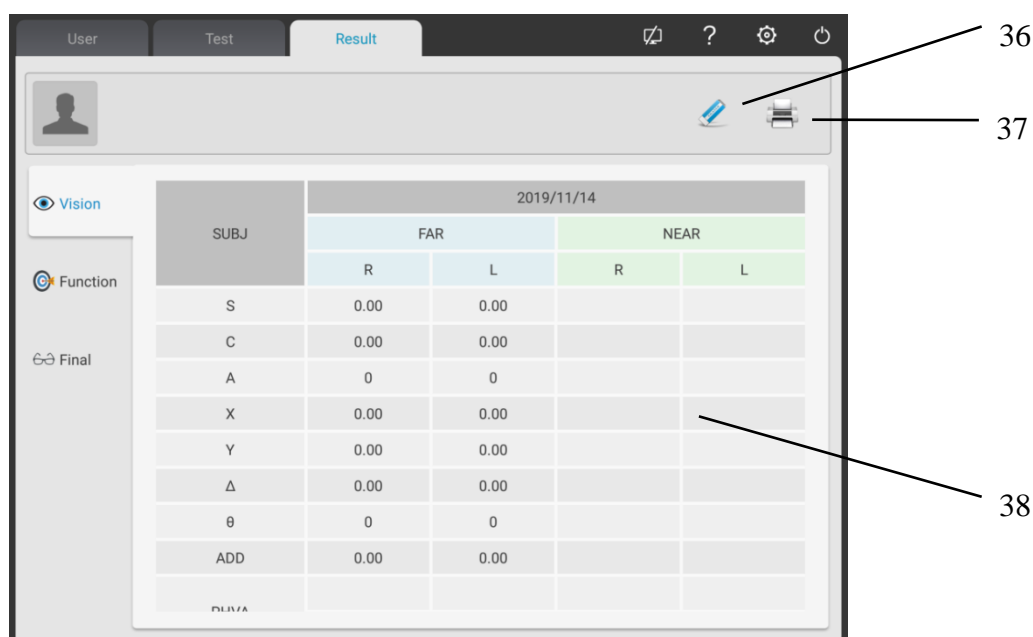 User Test Result ?
36
37
Vision
Function
Final
2019/11/14
SUBJ FAR NEAR
R L R L
S 0.00 0.00
C 0.00 0.00
A 0 0
X 0.00 0.00
Y 0.00 0.00
Δ 0.00 0.00
θ 0 0
ADD 0.00 0.00
38